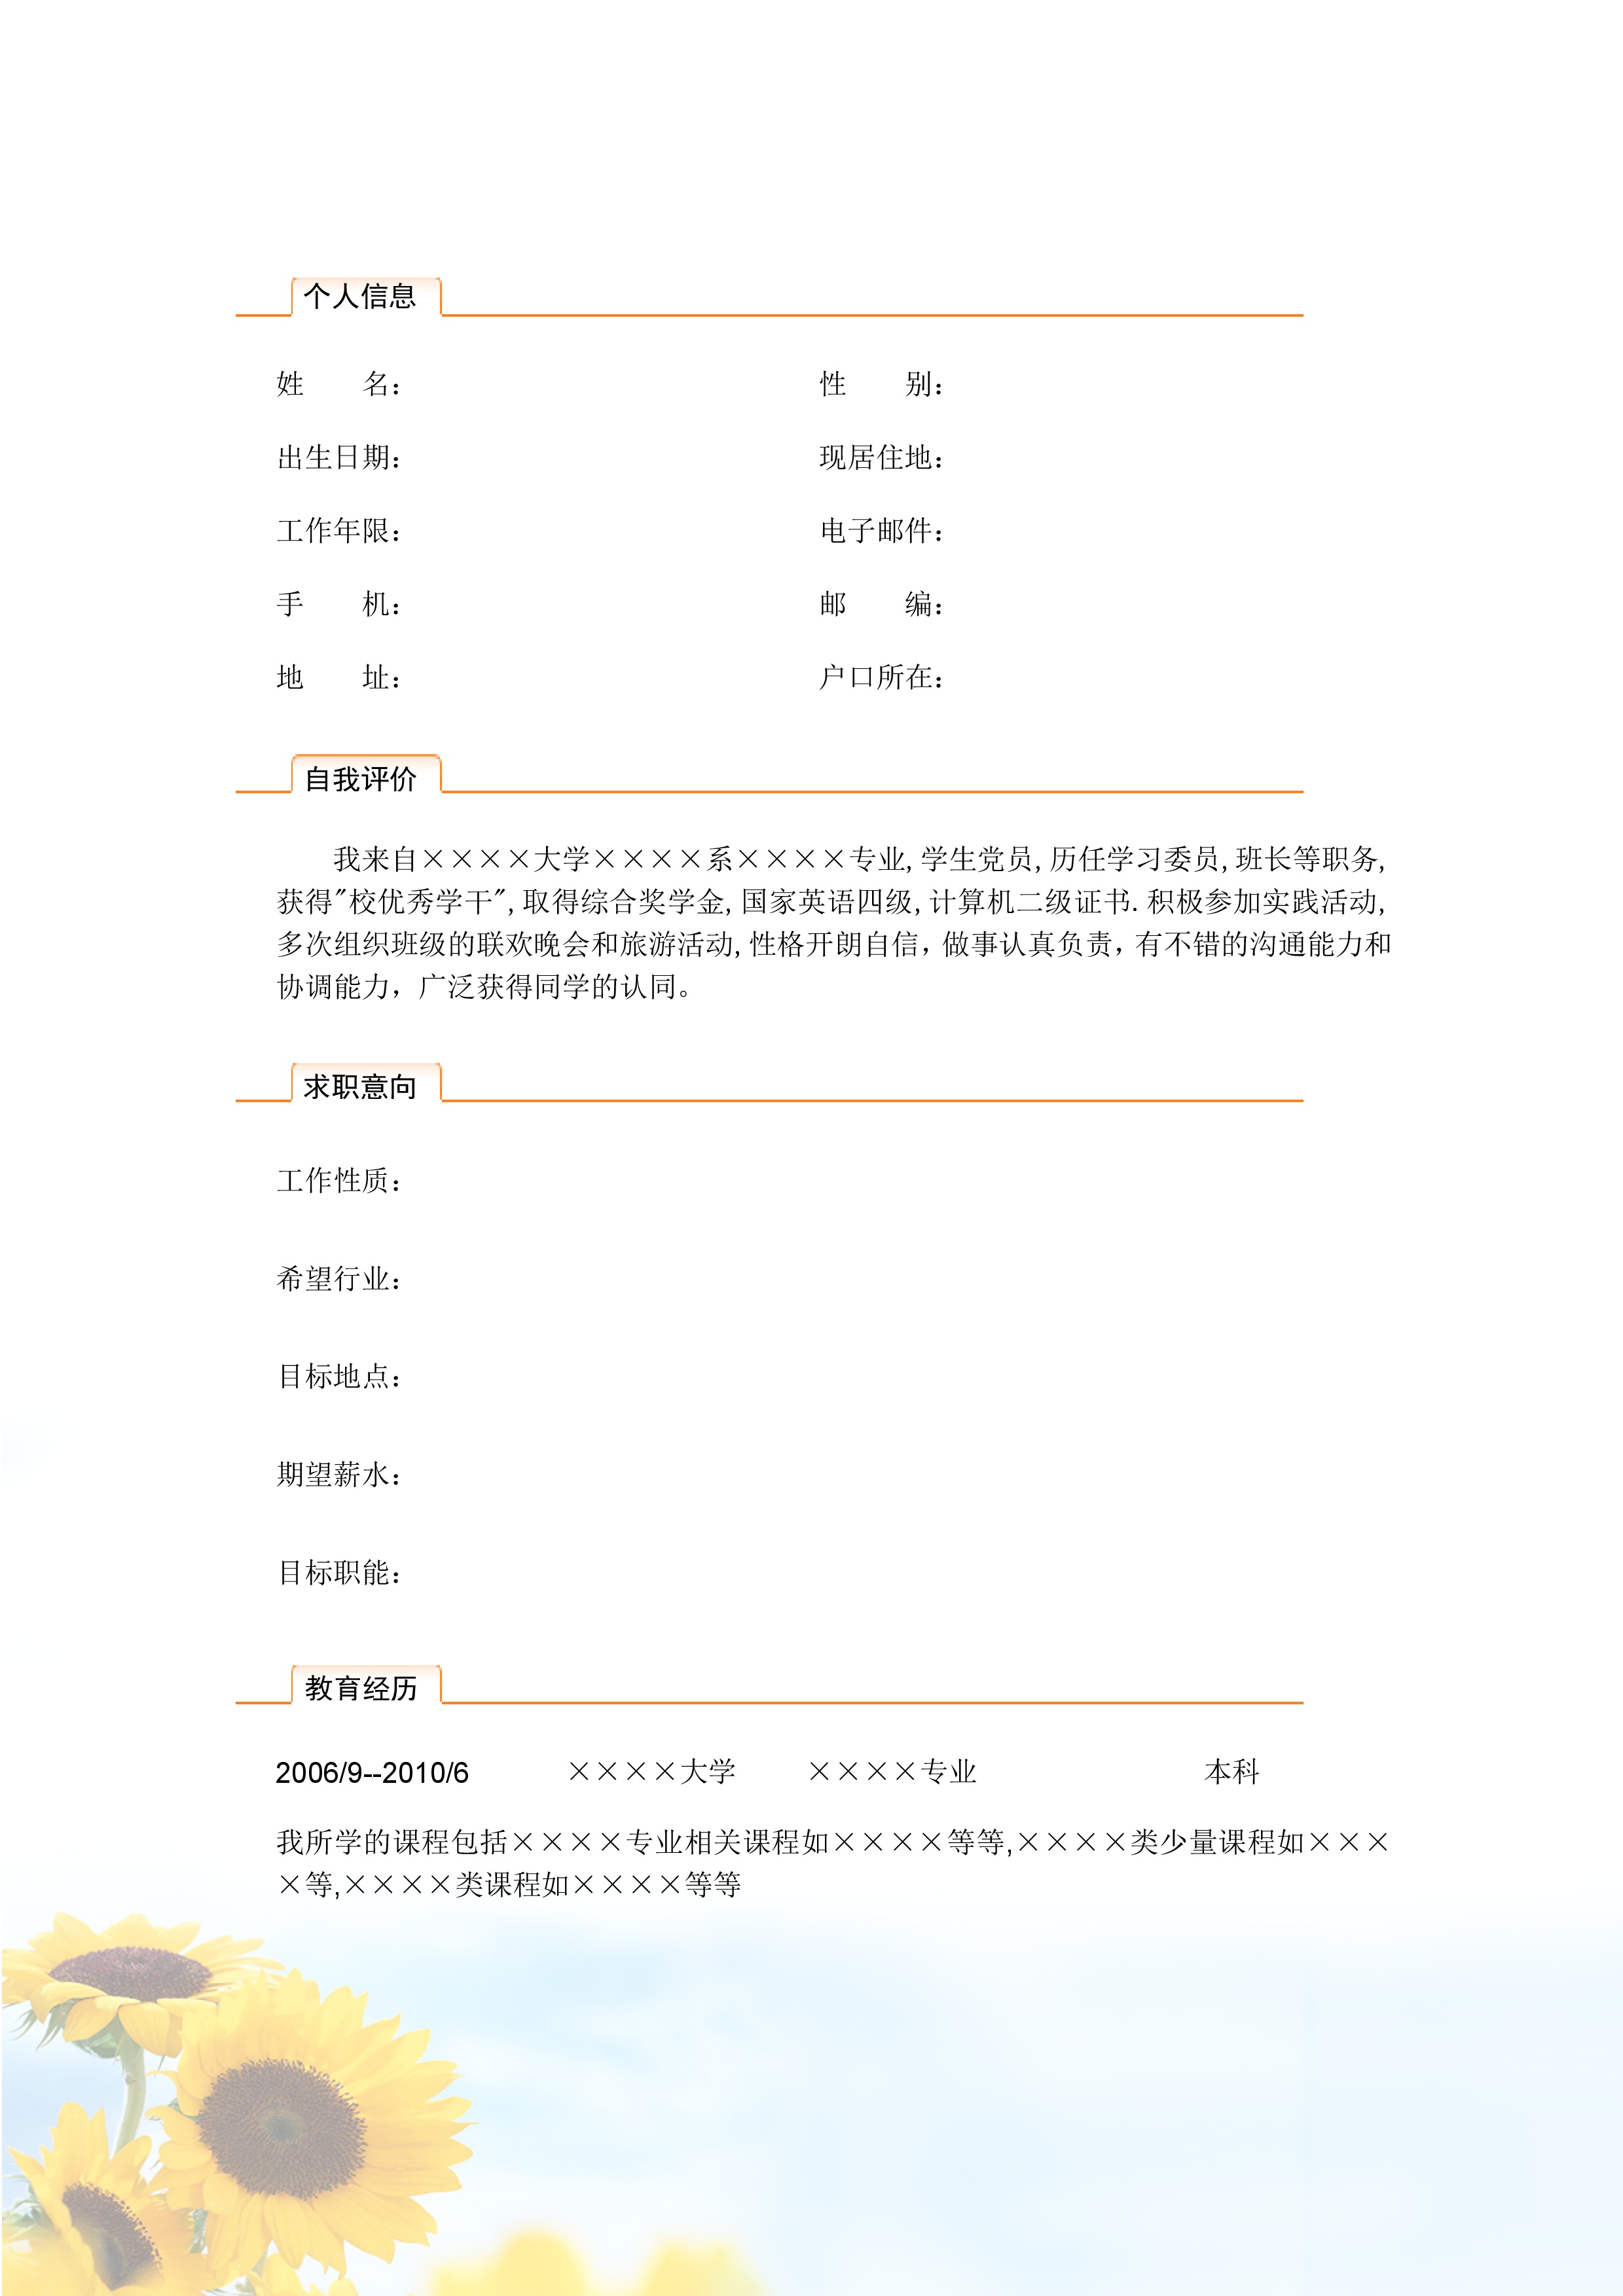 个人信息
姓　　名： 性　　别：
出生日期： 现居住地：
工作年限： 电子邮件：
手　　机： 邮　　编：
地　　址： 户口所在：
自我评价
我来自××××大学××××系××××专业,学生党员,历任学习委员,班长等职务,
获得"校优秀学干",取得综合奖学金,国家英语四级,计算机二级证书.积极参加实践活动,
多次组织班级的联欢晚会和旅游活动,性格开朗自信，做事认真负责，有不错的沟通能力和
协调能力，广泛获得同学的认同。
求职意向
工作性质：
希望行业：
目标地点：
期望薪水：
目标职能：
教育经历
2006/9--2010/6 ××××大学 ××××专业 本科
我所学的课程包括××××专业相关课程如××××等等,××××类少量课程如×××
×等,××××类课程如××××等等